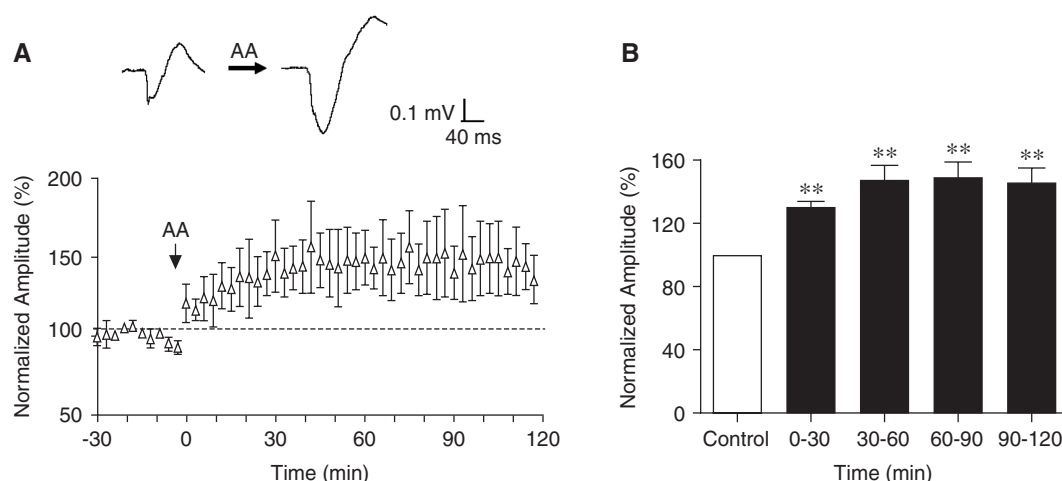 A
AA
0.1 mV
40 ms
Normalized Amplitude (%)
200
150
100
50
AA
-30
0
30
60
90
120
Time (min)
B
Normalized Amplitude (%)
160
120
80
40
0
**
**
**
**
Control
0-30
30-60
60-90
90-120
Time (min)